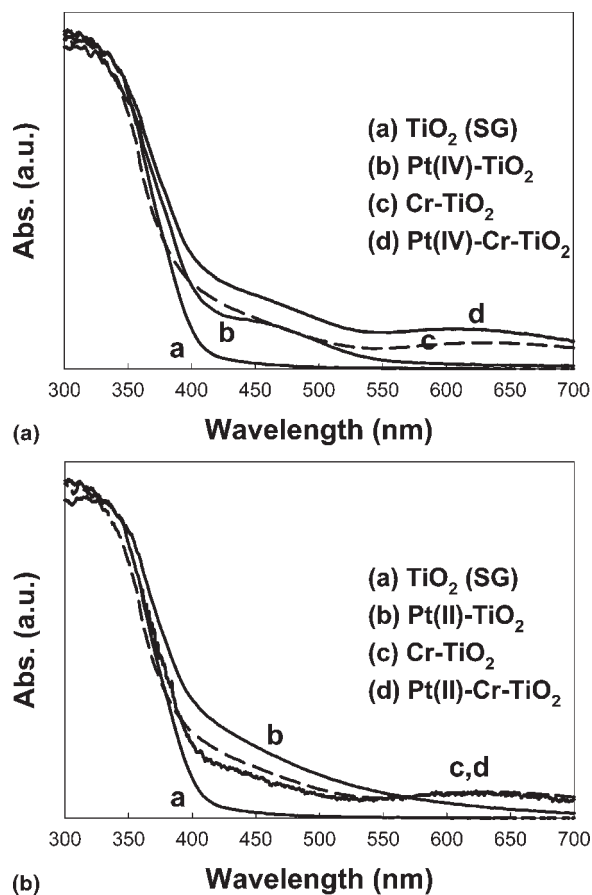 Abs. (a.u.)
(a) TiO₂ (SG)
(b) Pt(IV)-TiO₂
(c) Cr-TiO₂
(d) Pt(IV)-Cr-TiO₂
a
b
c
d
300 350 400 450 500 550 600 650 700
(a)
Wavelength (nm)
Abs. (a.u.)
(a) TiO₂ (SG)
(b) Pt(II)-TiO₂
(c) Cr-TiO₂
(d) Pt(II)-Cr-TiO₂
a
b
c,d
300 350 400 450 500 550 600 650 700
(b)
Wavelength (nm)